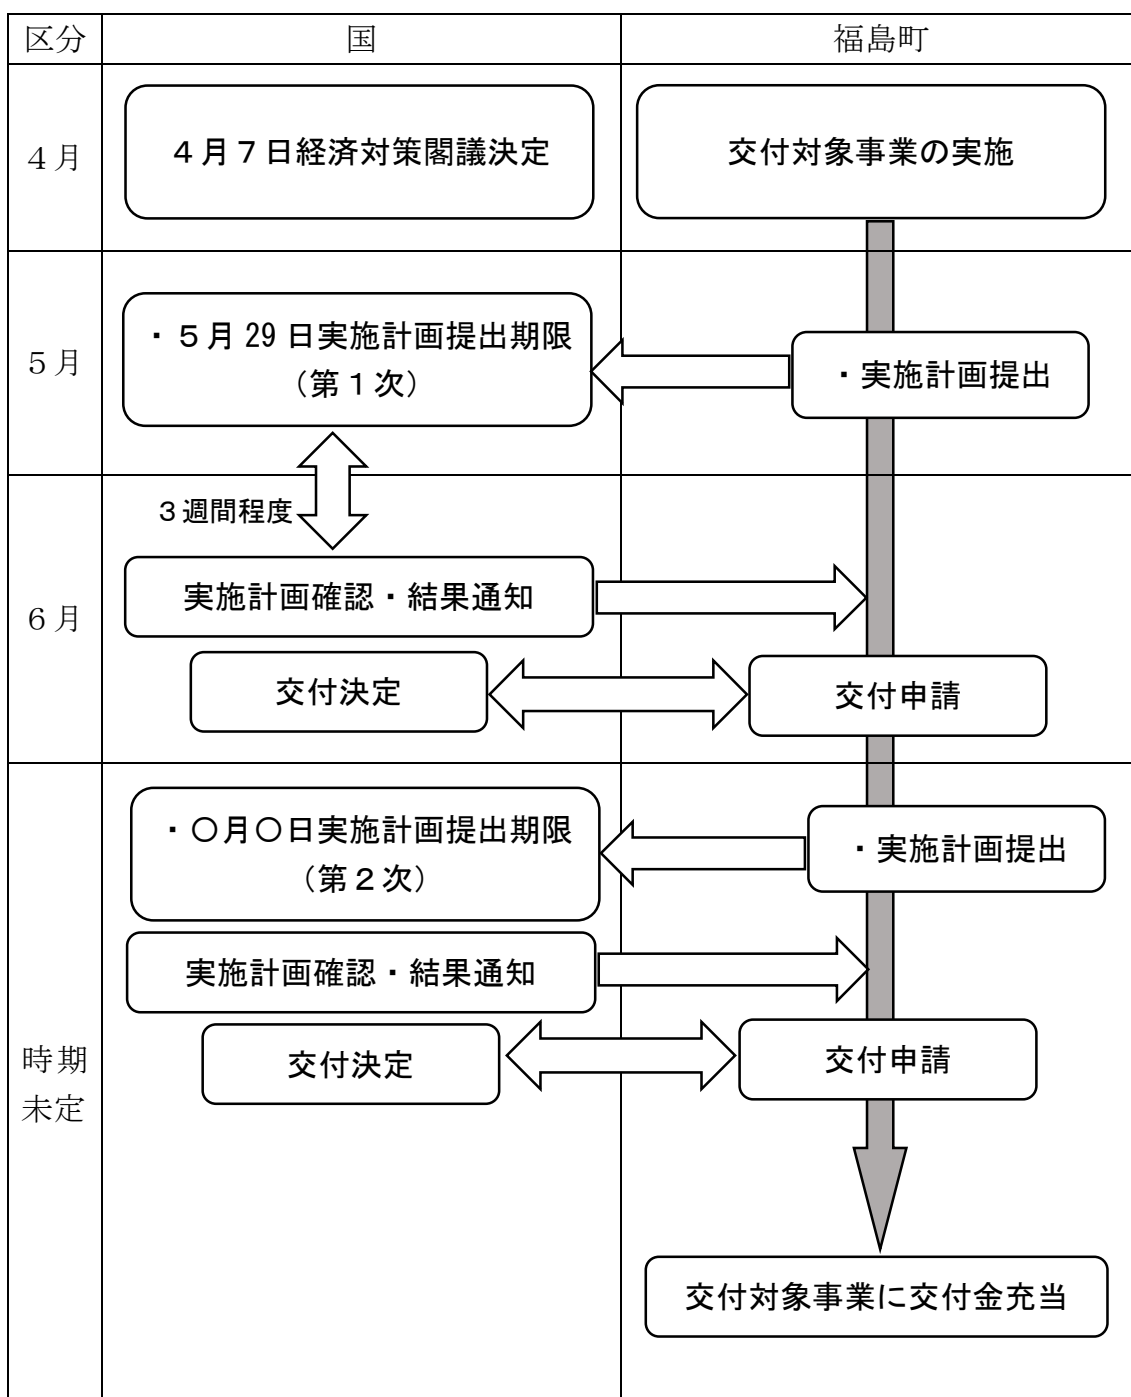 区分
国
福島町
４月
４月７日経済対策閣議決定
交付対象事業の実施
５月
・５月29日実施計画提出期限
（第１次）
・実施計画提出
３週間程度
６月
実施計画確認・結果通知
交付決定
交付申請
時期
未定
・〇月〇日実施計画提出期限
（第２次）
・実施計画提出
実施計画確認・結果通知
交付決定
交付申請
交付対象事業に交付金充当